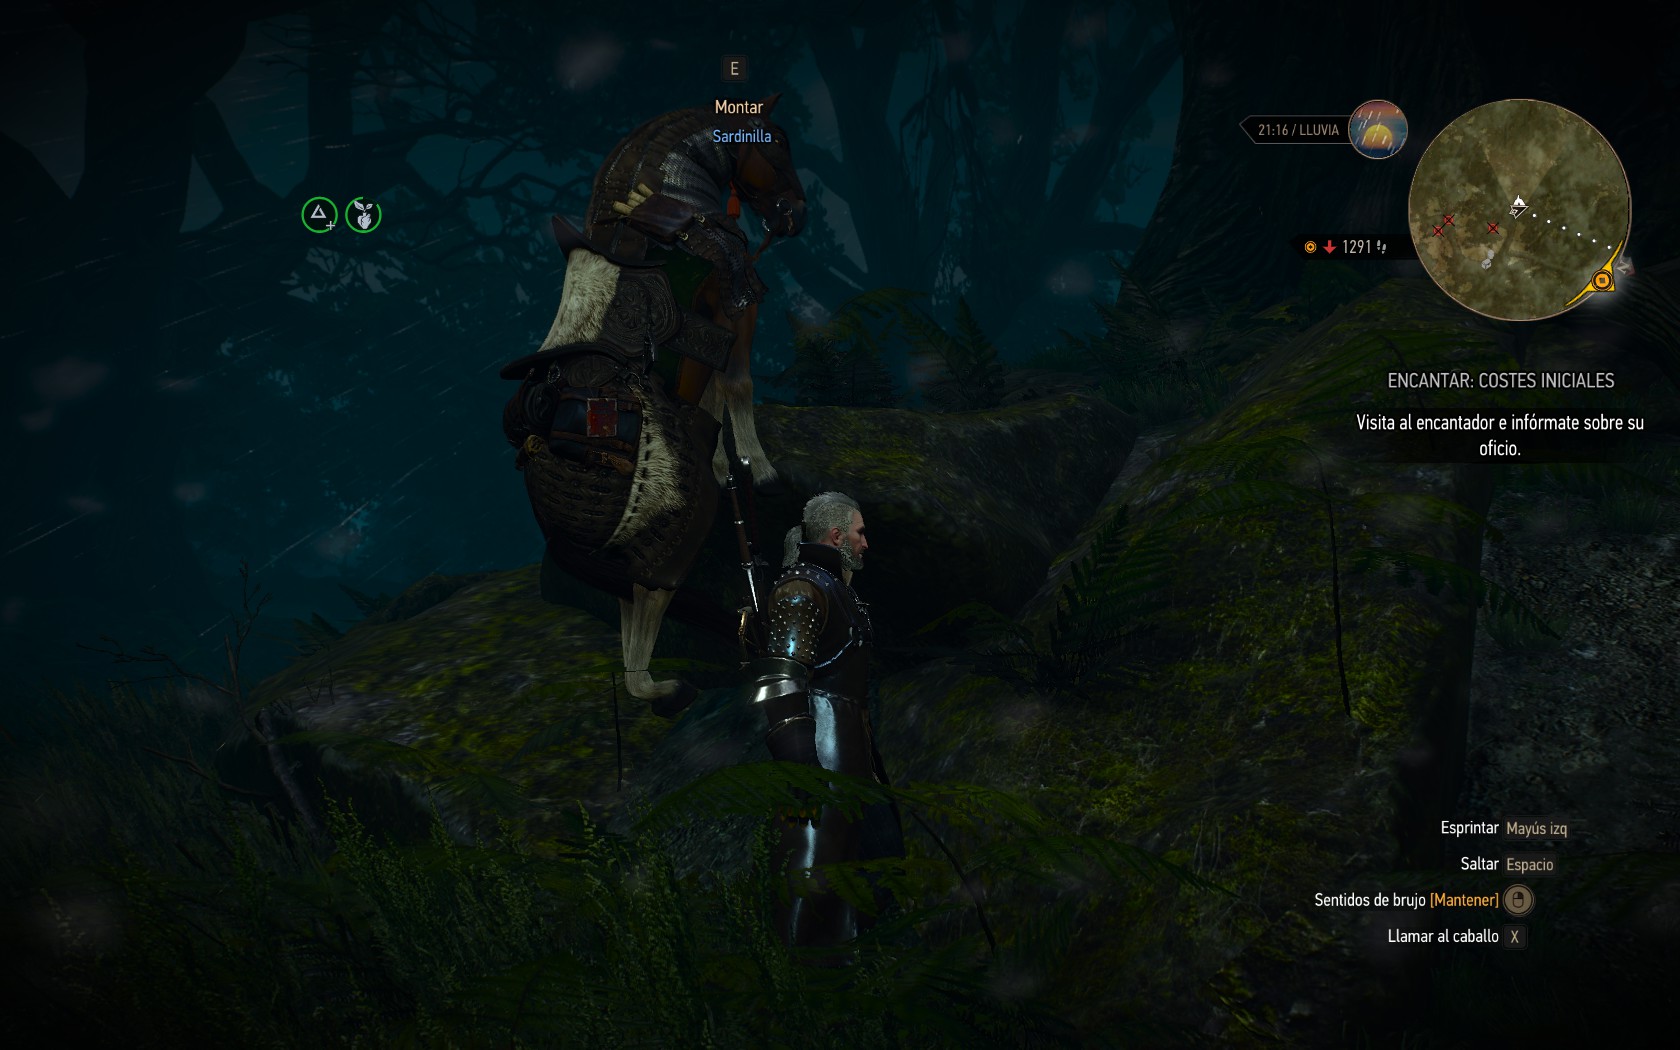 E
Montar
Sardinilla
21:16 / LLUVIA
1291
ENCANTAR: COSTES INICIALES
Visita al encantador e infórmate sobre su
oficio.
Esprintar Mayús izq
Saltar Espacio
Sentidos de brujo [Mantener]
Llamar al caballo X